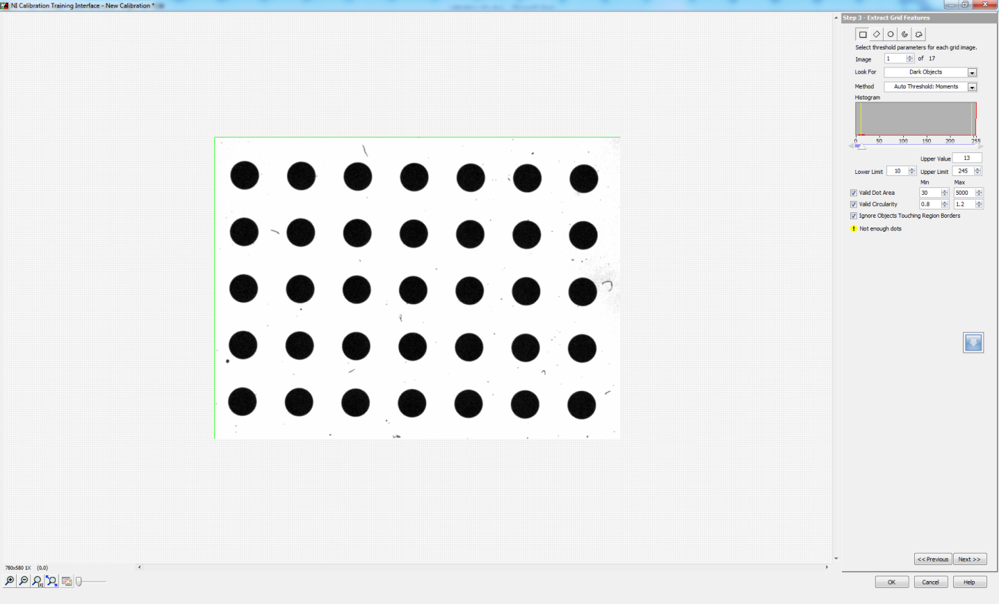 NI Calibration Training Interface - New Calibration *
Step 3 - Extract Grid Features
Select threshold parameters for each grid image.
Image 1 of 17
Look For Dark Objects
Method Auto Threshold: Moments
Histogram
0 50 100 150 200 255
Upper Value 13
Lower Limit 10 Upper Limit 245
Min Max
Valid Dot Area 30 5000
Valid Circularity 0.8 1.2
Ignore Objects Touching Region Borders
! Not enough dots
<< Previous Next >>
780x580 1X (0,0)
1:1
OK Cancel Help